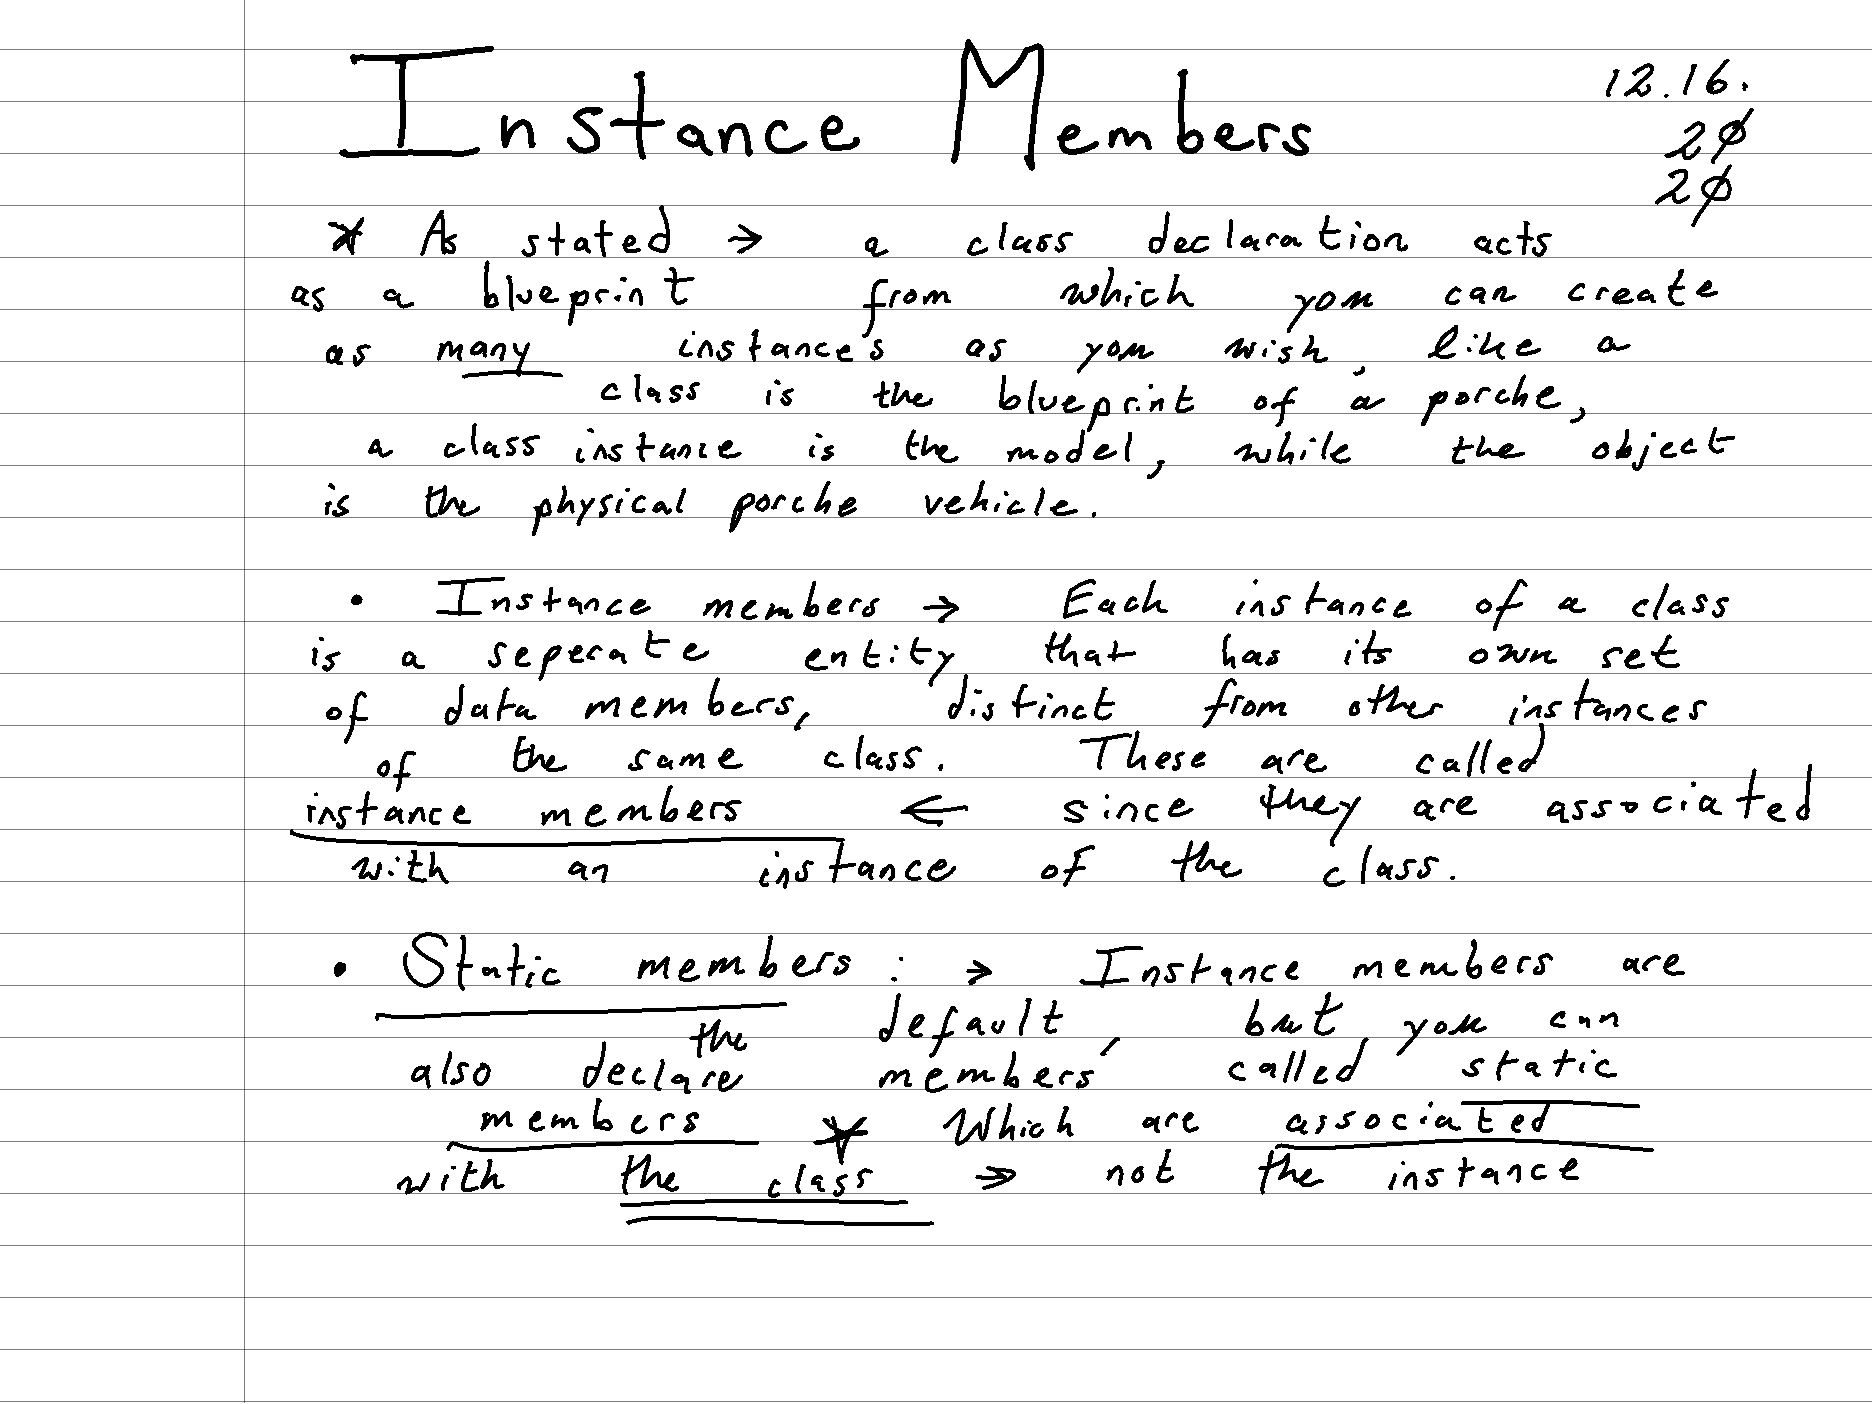 Instance Members
12.16.
2Ø
2Ø
* As stated → a class declaration acts
as a blueprint from which you can create
as many instances as you wish, like a
class is the blueprint of a porche,
a class instance is the model, while the object
is the physical porche vehicle.
• Instance members → Each instance of a class
is a seperate entity that has its own set
of data members, distinct from other instances
of the same class. These are called
instance members ← since they are associated
with an instance of the class.
• Static members : → Instance members are
the default, but you can
also declare members called static
members * Which are associated
with the class → not the instance